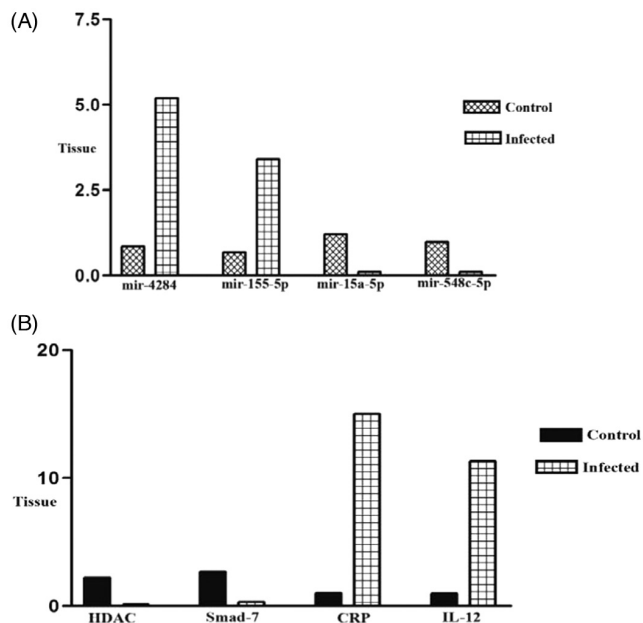 (A)
7.5
5.0
Tissue
2.5
0.0
Control
Infected
mir-4284 mir-155-5p mir-15a-5p mir-548c-5p
(B)
20
10
Tissue
0
Control
Infected
HDAC Smad-7 CRP IL-12